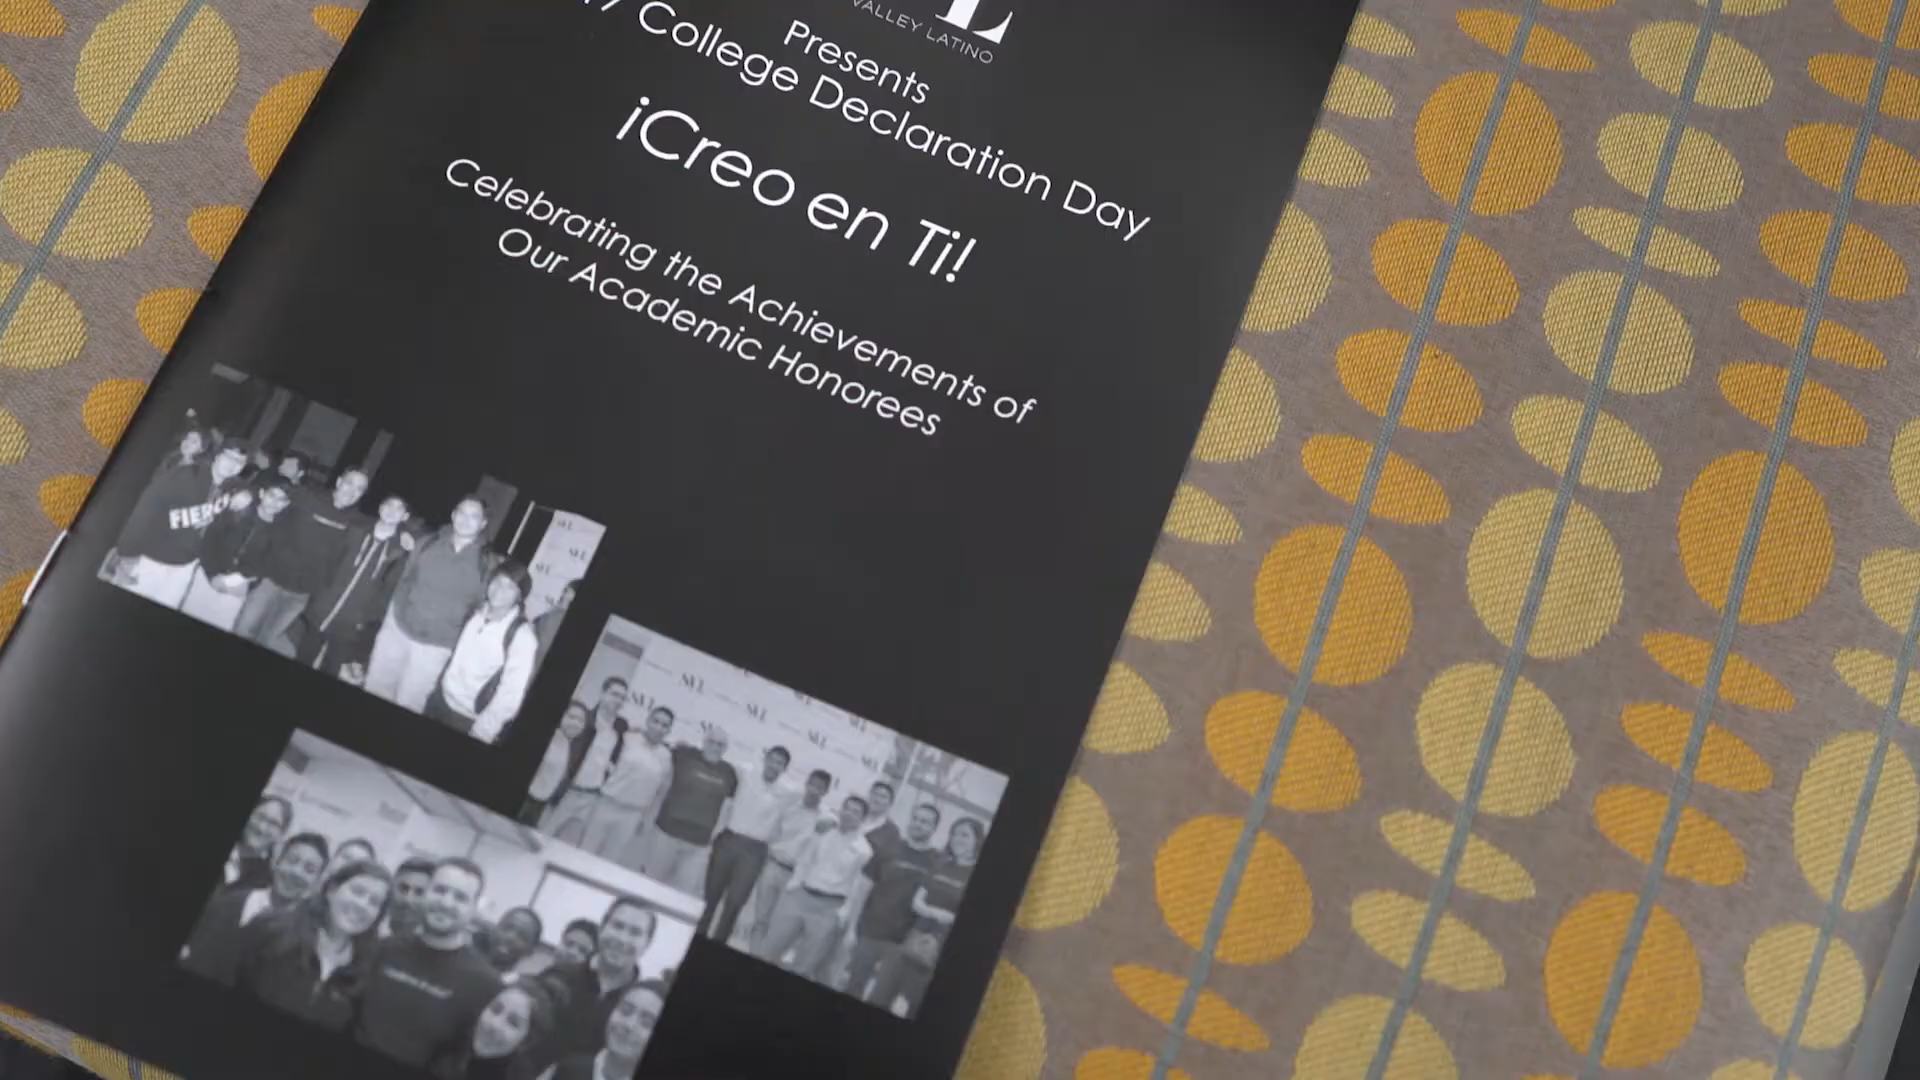 VALLEY LATINO
Presents
College Declaration Day
¡Creo en Ti!
Celebrating the Achievements of
Our Academic Honorees